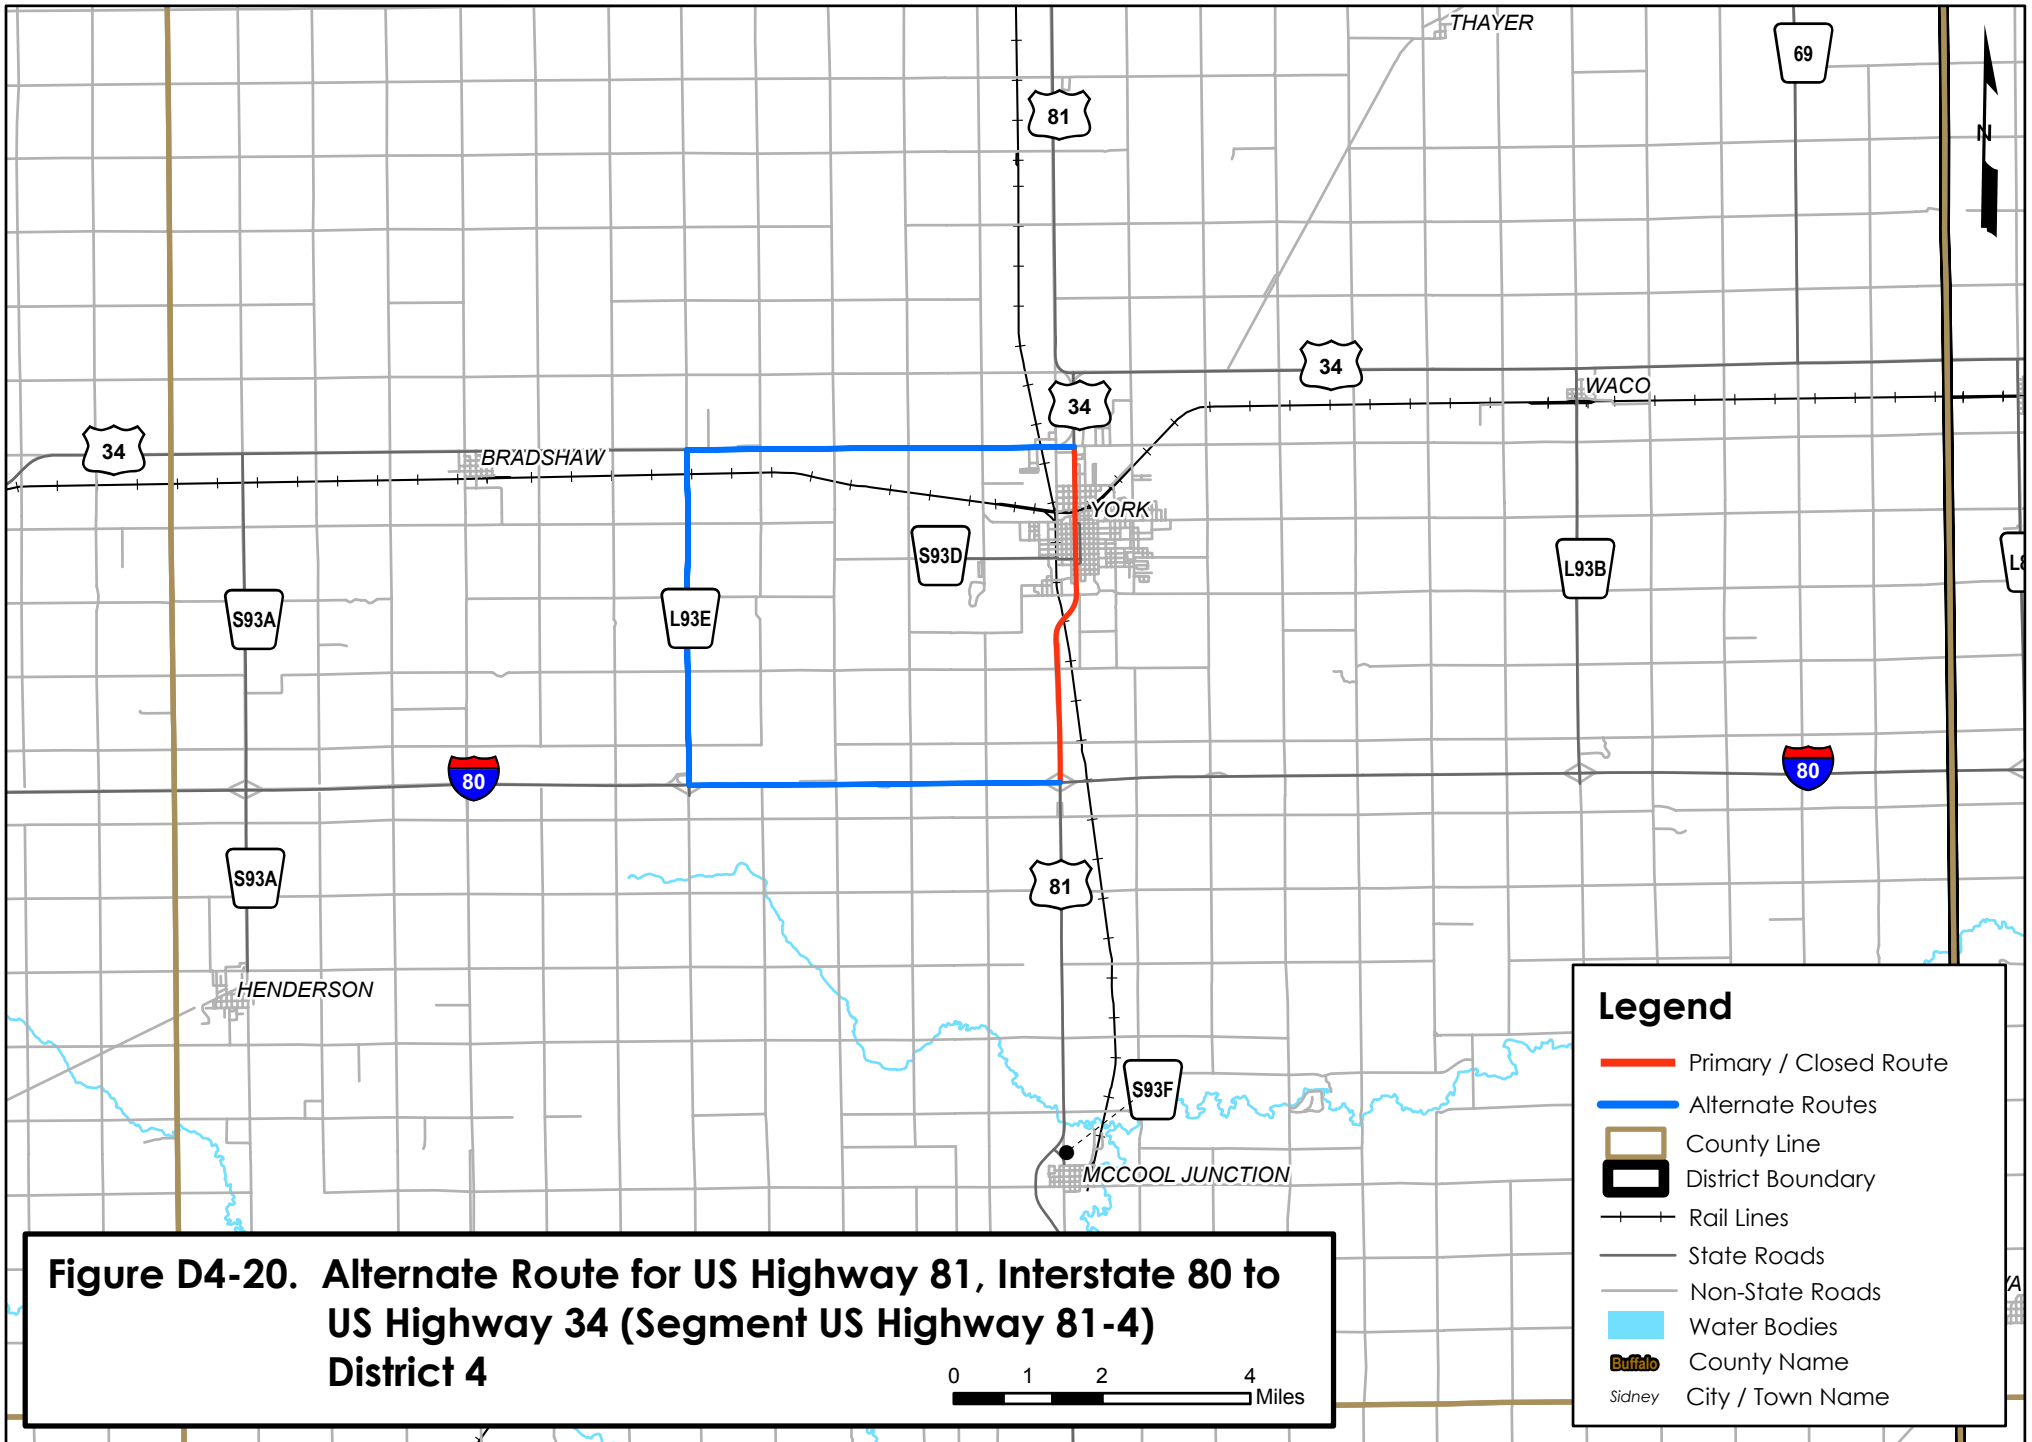 THAYER
69
81
N
34
34
WACO
34
BRADSHAW
YORK
S93D
L93B
S93A
L93E
80
80
S93A
81
HENDERSON
S93F
MCCOOL JUNCTION
Legend
Primary / Closed Route
Alternate Routes
County Line
District Boundary
Rail Lines
State Roads
Non-State Roads
Water Bodies
Buffalo County Name
Sidney City / Town Name
Figure D4-20. Alternate Route for US Highway 81, Interstate 80 to
US Highway 34 (Segment US Highway 81-4)
District 4
0 1 2 4
Miles